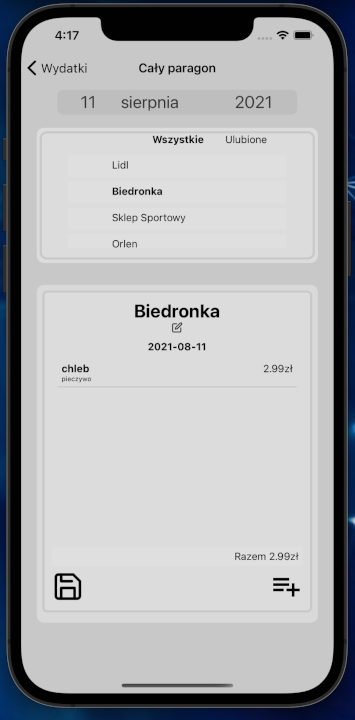 4:17
Wydatki Cały paragon
11 sierpnia 2021
Wszystkie Ulubione
Lidl
Biedronka
Sklep Sportowy
Orlen
Biedronka
2021-08-11
chleb 2.99zł
pieczywo
Razem 2.99zł